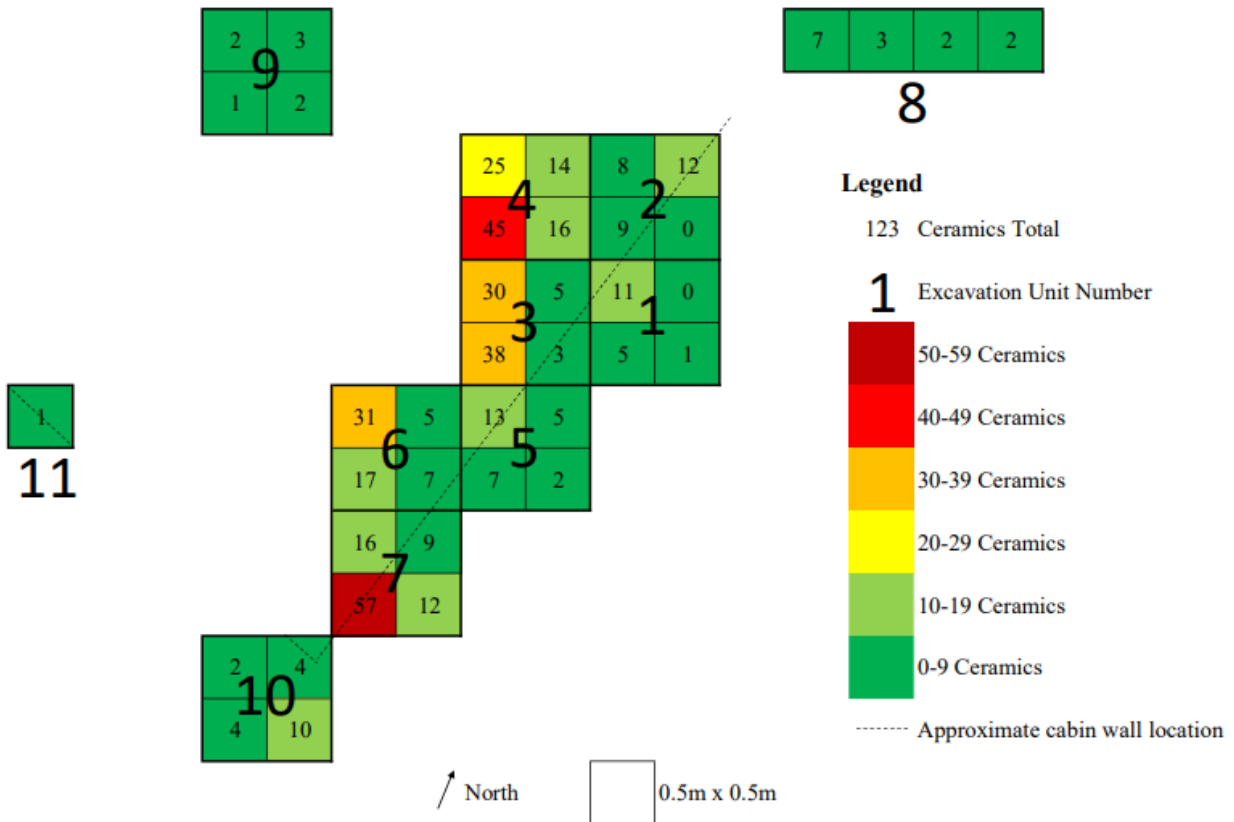 2 3
9
1 2
7 3 2 2
8
25 14 8 12
4 2
45 16 9 0
30 5 11 0
3 1
38 3 5 1
1
11
31 5 13 5
6 5
17 7 7 2
16 9
7
57 12
2 4
10
4 10
Legend
123 Ceramics Total
1 Excavation Unit Number
50-59 Ceramics
40-49 Ceramics
30-39 Ceramics
20-29 Ceramics
10-19 Ceramics
0-9 Ceramics
Approximate cabin wall location
North
0.5m x 0.5m